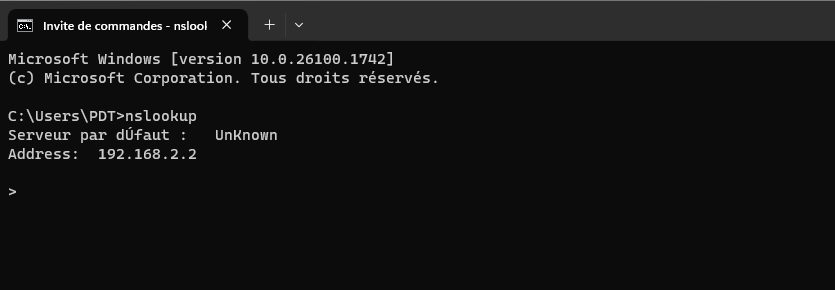 Invite de commandes - nslool
Microsoft Windows [version 10.0.26100.1742]
(c) Microsoft Corporation. Tous droits réservés.
C:\Users\PDT>nslookup
Serveur par dÚfaut :   UnKnown
Address:  192.168.2.2
>